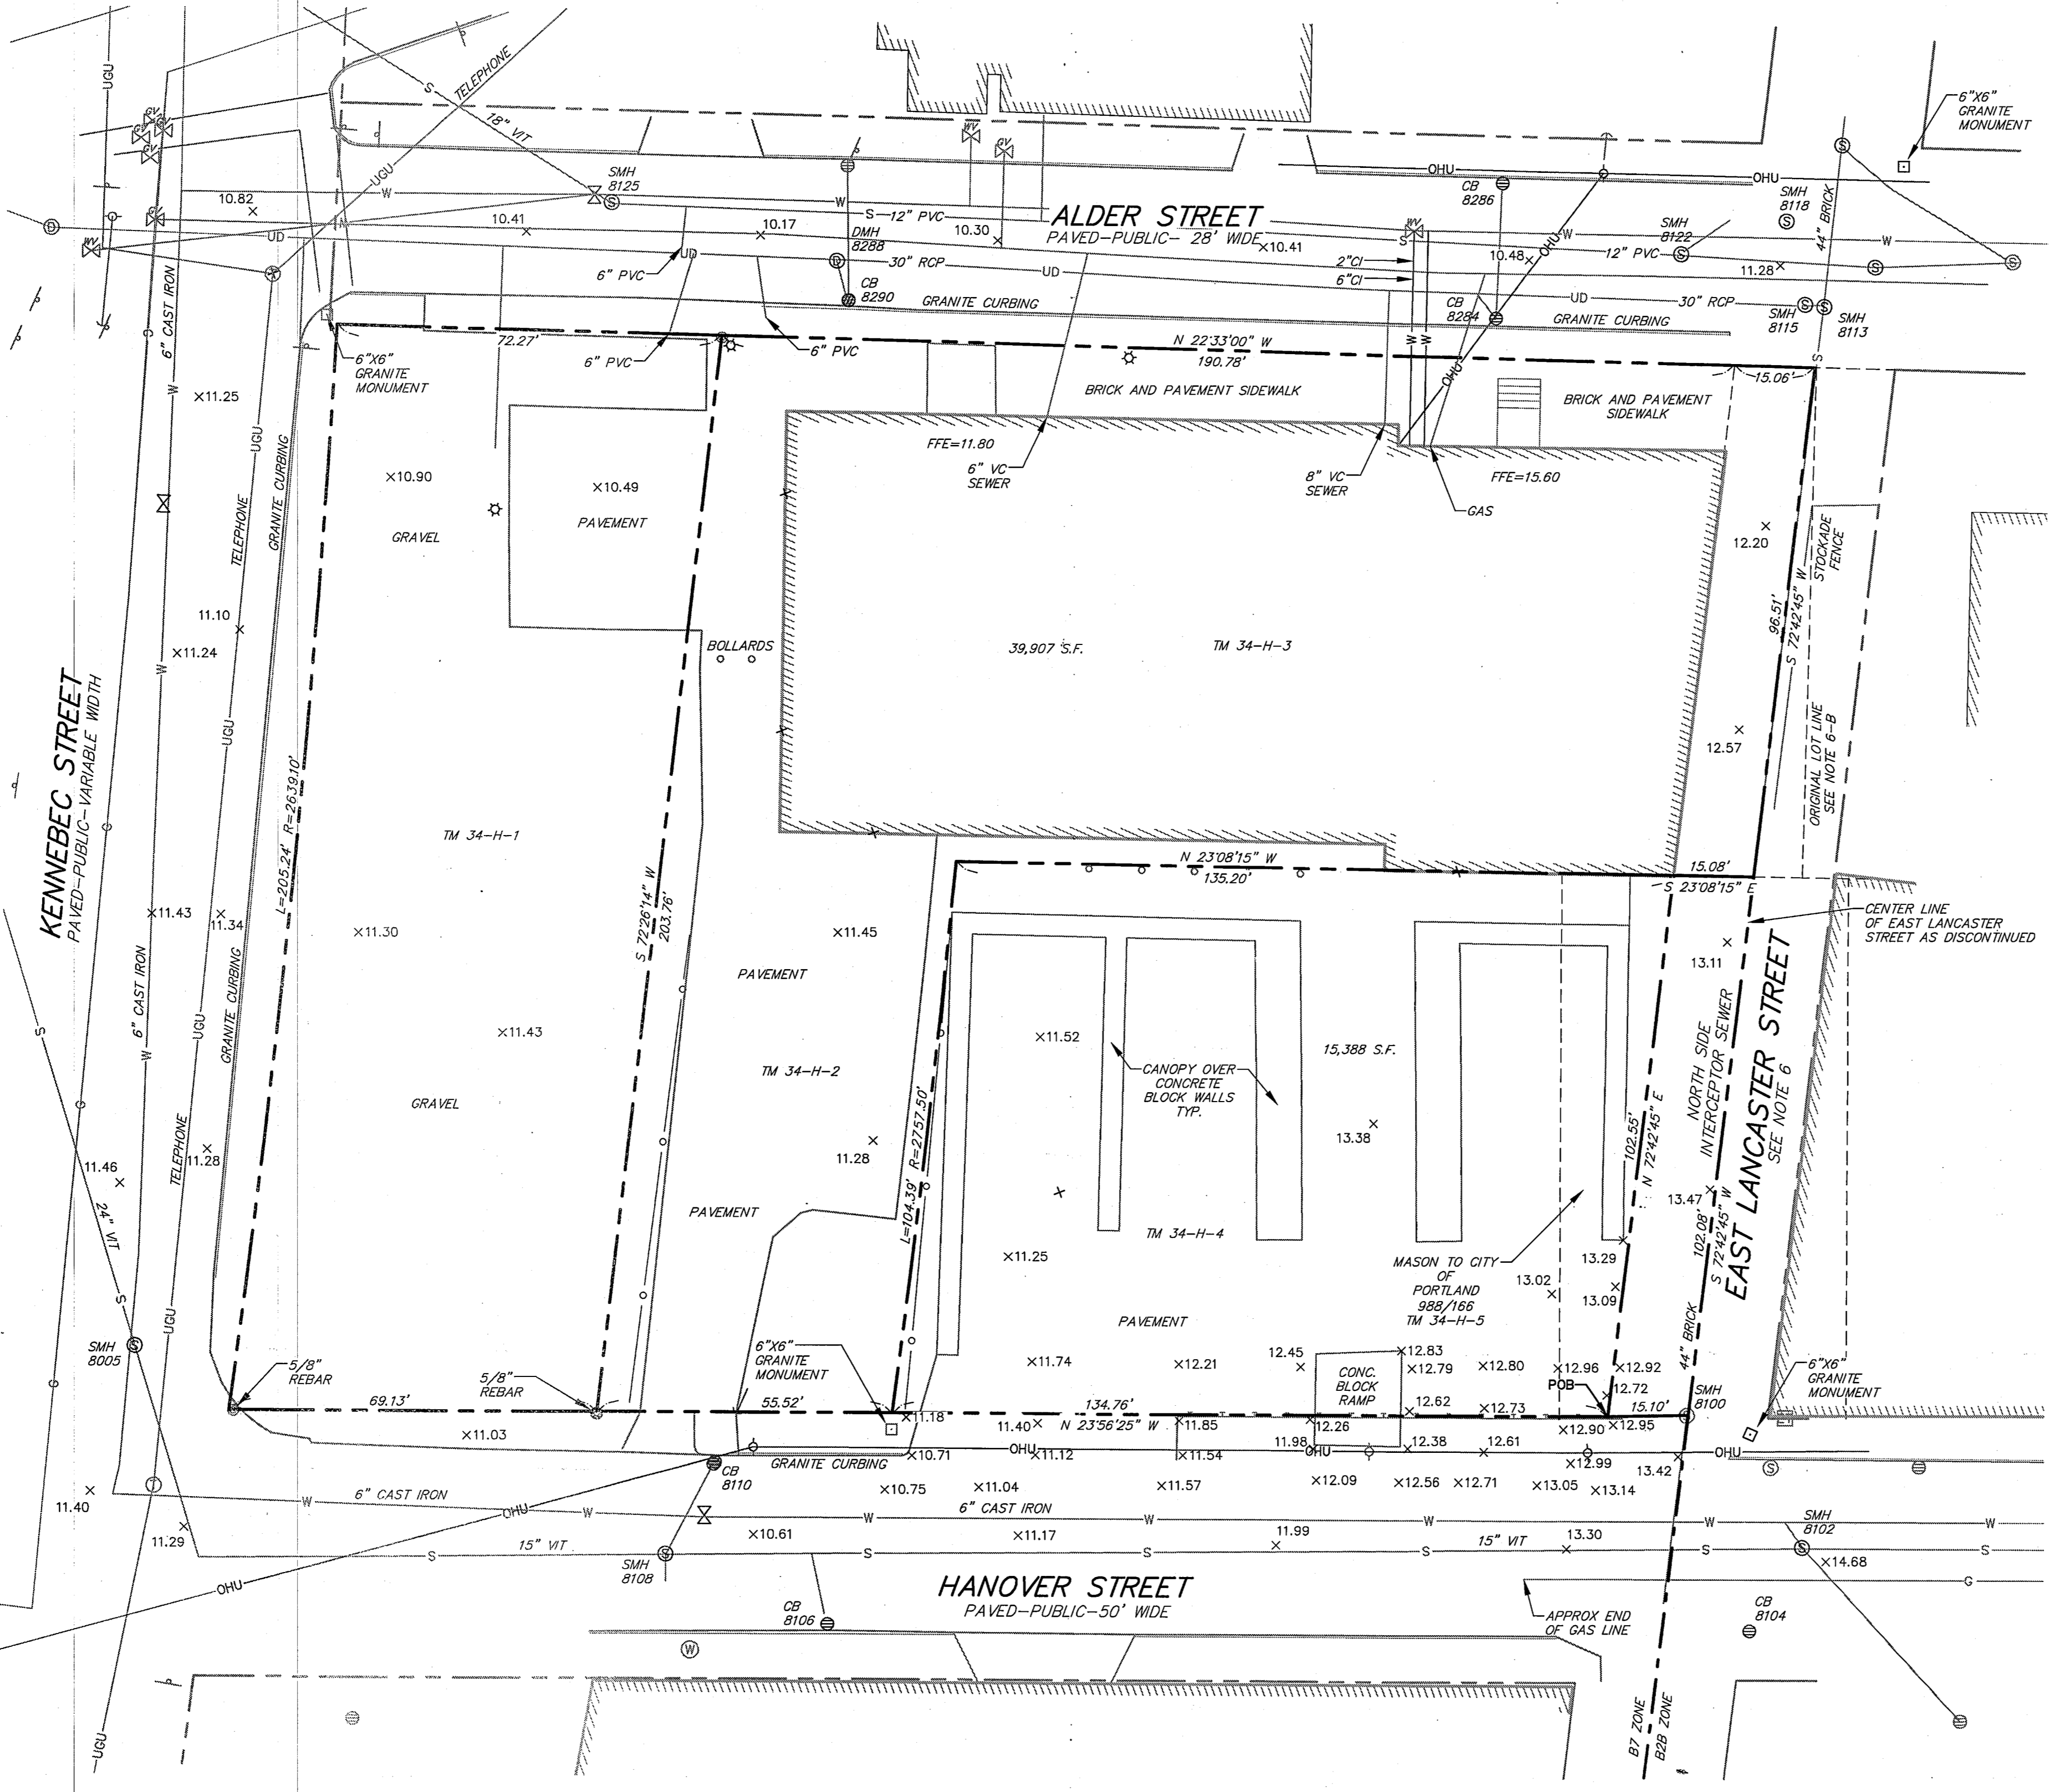 UGU
GV
GV
GV
GV
S
TELEPHONE
18" VIT
UGU
6"X6"
GRANITE
MONUMENT
WV
GV
OHU
OHU
SMH
8125
W
10.82
W
S
12" PVC
10.41
10.17
DMH
8288
10.30
ALDER STREET
PAVED-PUBLIC- 28' WIDE
10.41
CB
8286
SMH
8118
44" BRICK
SMH
8122
WV
S
W
W
12" PVC
OHU
10.48
11.28
D
WV
GV
UD
6" PVC
UD
D
30" RCP
UD
2"CI
6"CI
CB
8290
GRANITE CURBING
CB
8284
UD
30" RCP
GRANITE CURBING
SMH
8115
SMH
8113
6" CAST IRON
G
W
72.27'
6"X6"
GRANITE
MONUMENT
6" PVC
6" PVC
N 22°33'00" W
190.78'
W
W
OHU
15.06'
S
BRICK AND PAVEMENT SIDEWALK
BRICK AND PAVEMENT
SIDEWALK
11.25
UGU
GRANITE CURBING
TELEPHONE
10.90
10.49
PAVEMENT
GRAVEL
FFE=11.80
6" VC
SEWER
8" VC
SEWER
FFE=15.60
GAS
12.20
STOCKADE
FENCE
96.51'
S 72°42'45" W
11.10
11.24
W
UGU
BOLLARDS
39,907 S.F.
TM 34-H-3
12.57
ORIGINAL LOT LINE
SEE NOTE 6-B
KENNEBEC STREET
PAVED-PUBLIC-VARIABLE WIDTH
G
L=205.24' R=2639.10'
TM 34-H-1
S 72°26'14" W
203.76'
N 23°08'15" W
135.20'
15.08'
S 23°08'15" E
CENTER LINE
OF EAST LANCASTER
STREET AS DISCONTINUED
11.43
11.34
11.30
11.45
PAVEMENT
13.11
6" CAST IRON
W
UGU
GRANITE CURBING
S
11.43
TM 34-H-2
11.52
15,388 S.F.
CANOPY OVER
CONCRETE
BLOCK WALLS
TYP.
NORTH SIDE
INTERCEPTOR SEWER
EAST LANCASTER STREET
SEE NOTE 6
G
GRAVEL
TELEPHONE
11.28
11.46
11.28
L=104.39' R=2757.50'
13.38
102.55'
N 72°42'45" E
13.47
102.08'
S 72°42'45" W
24" VIT
S
PAVEMENT
TM 34-H-4
11.25
MASON TO CITY
OF
PORTLAND
988/166
TM 34-H-5
13.29
13.02
13.09
PAVEMENT
UGU
SMH
8005
G
5/8"
REBAR
5/8"
REBAR
6"X6"
GRANITE
MONUMENT
11.74
12.21
12.45
CONC.
BLOCK
RAMP
12.83
12.79
12.80
12.96
12.92
12.72
POB
44" BRICK
SMH
8100
6"X6"
GRANITE
MONUMENT
69.13'
55.52'
134.76'
12.62
12.73
15.10'
11.18
11.40
N 23°56'25" W
11.85
12.26
12.90
12.95
11.03
10.71
OHU
11.12
11.54
11.98
OHU
12.38
12.61
12.99
13.42
OHU
GRANITE CURBING
CB
8110
T
11.40
W
6" CAST IRON
OHU
W
10.75
11.04
11.57
12.09
12.56
12.71
13.05
13.14
6" CAST IRON
W
W
W
W
W
11.29
10.61
11.17
11.99
13.30
SMH
8102
S
15" VIT
SMH
8108
S
S
S
15" VIT
S
S
14.68
OHU
HANOVER STREET
PAVED-PUBLIC-50' WIDE
CB
8106
G
APPROX END
OF GAS LINE
CB
8104
W
UGU
B7 ZONE
B2B ZONE